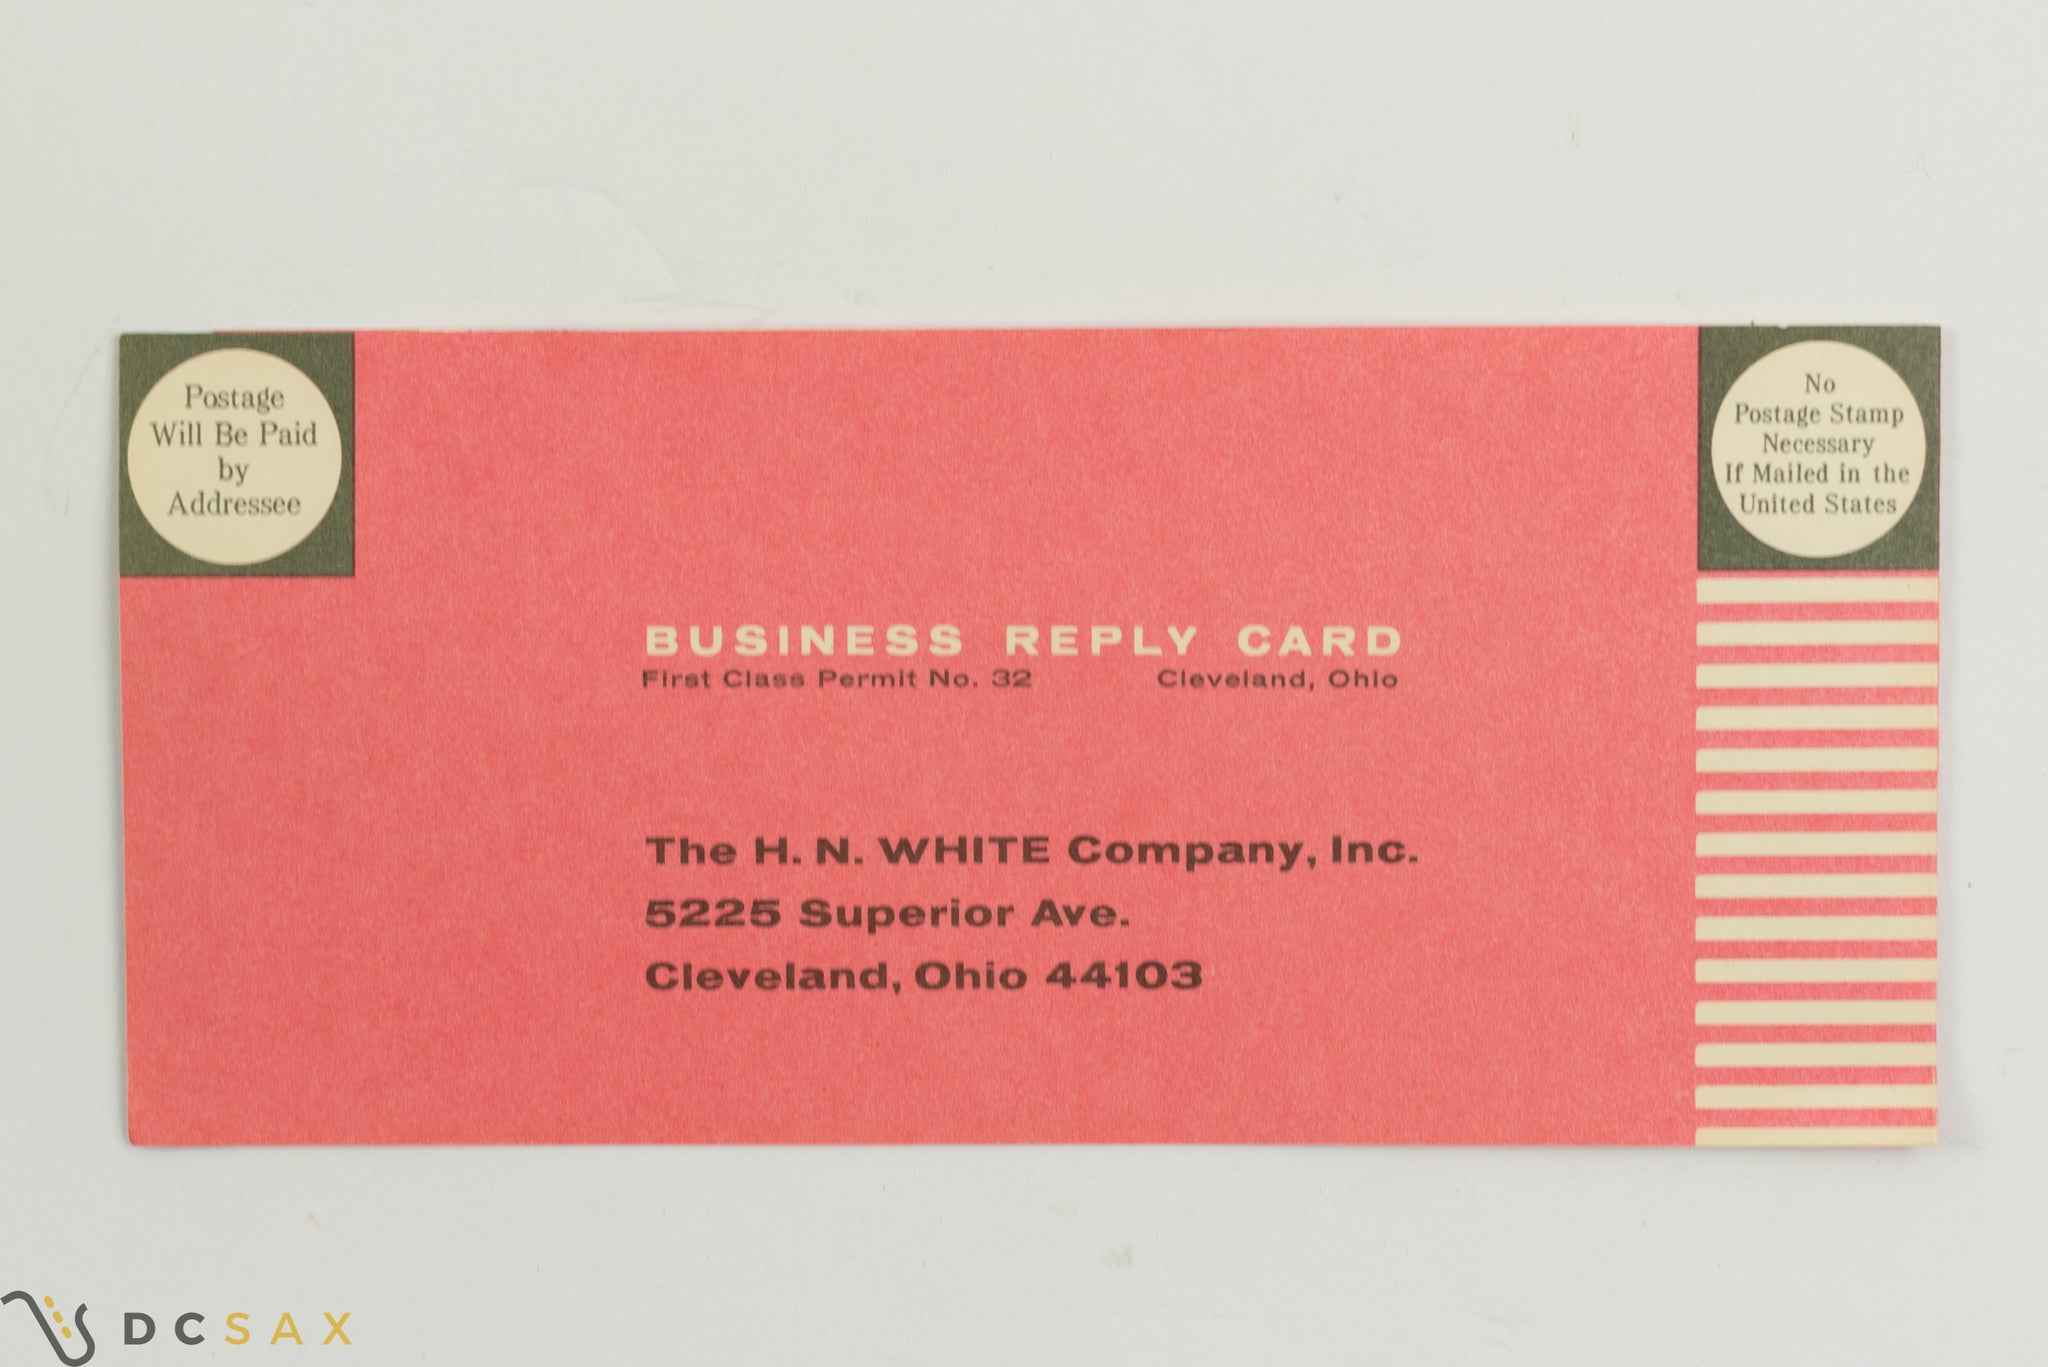 Postage
Will Be Paid
by
Addressee
No
Postage Stamp
Necessary
If Mailed in the
United States
BUSINESS REPLY CARD
First Class Permit No. 32 Cleveland, Ohio
The H. N. WHITE Company, Inc.
5225 Superior Ave.
Cleveland, Ohio 44103
DCSAX